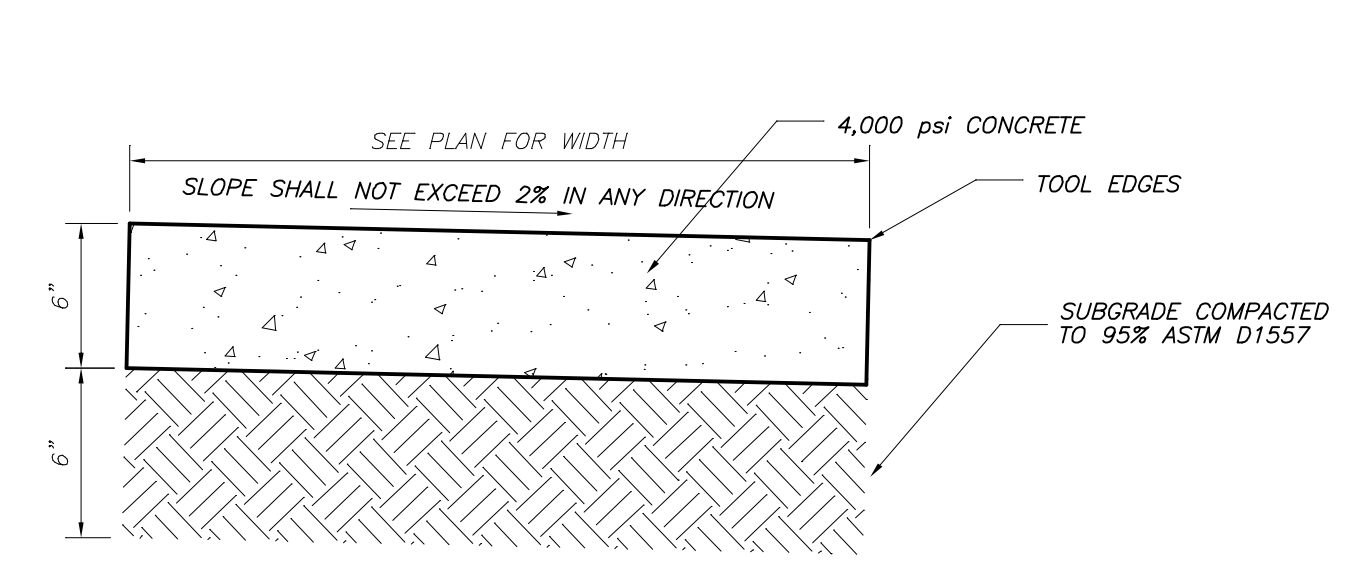 4,000 psi CONCRETE
SEE PLAN FOR WIDTH
TOOL EDGES
SLOPE SHALL NOT EXCEED 2% IN ANY DIRECTION
6"
SUBGRADE COMPACTED
TO 95% ASTM D1557
6"